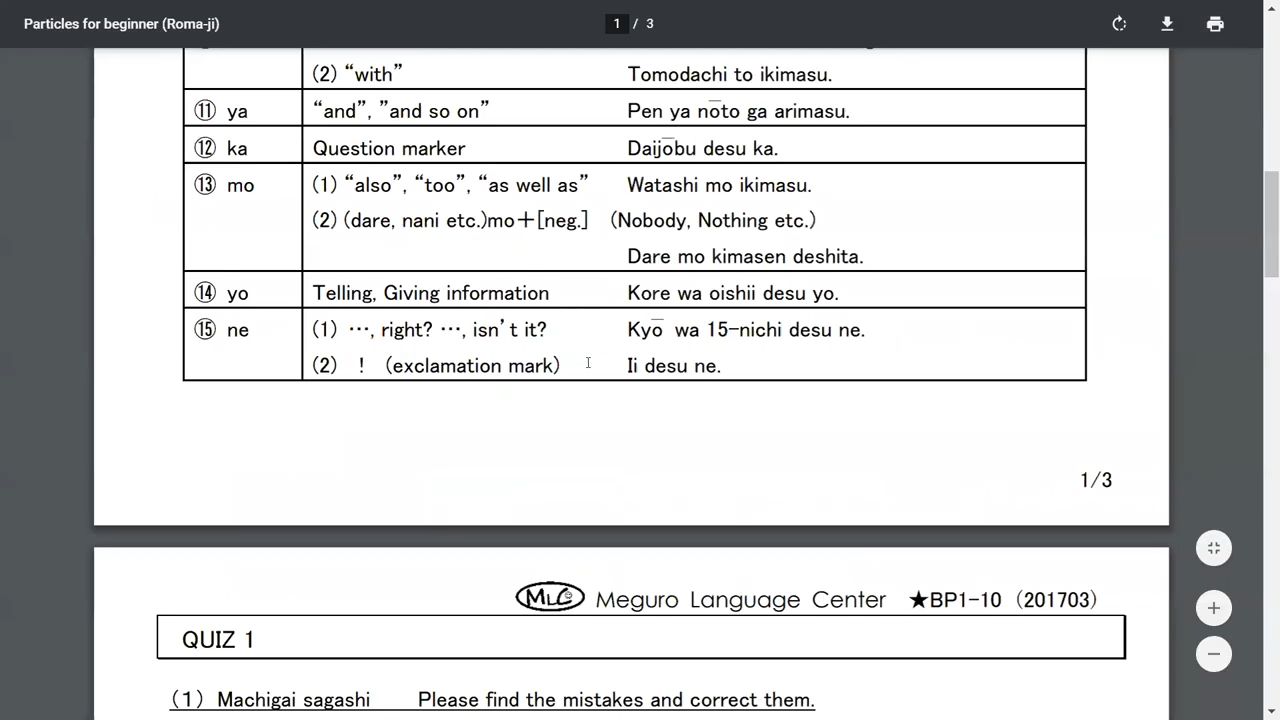 Particles for beginner (Roma-ji)
1 / 3
(2) “with” Tomodachi to ikimasu.
⑪ ya “and”, ”and so on” Pen ya nōto ga arimasu.
⑫ ka Question marker Daijōbu desu ka.
⑬ mo (1) “also”, “too”, “as well as” Watashi mo ikimasu.
(2) (dare, nani etc.)mo＋[neg.] (Nobody, Nothing etc.)
Dare mo kimasen deshita.
⑭ yo Telling, Giving information Kore wa oishii desu yo.
⑮ ne (1) …, right? …, isn’t it? Kyō wa 15-nichi desu ne.
(2) ! (exclamation mark) Ii desu ne.
1/3
MLC Meguro Language Center ★BP1-10 (201703)
QUIZ 1
(1) Machigai sagashi Please find the mistakes and correct them.